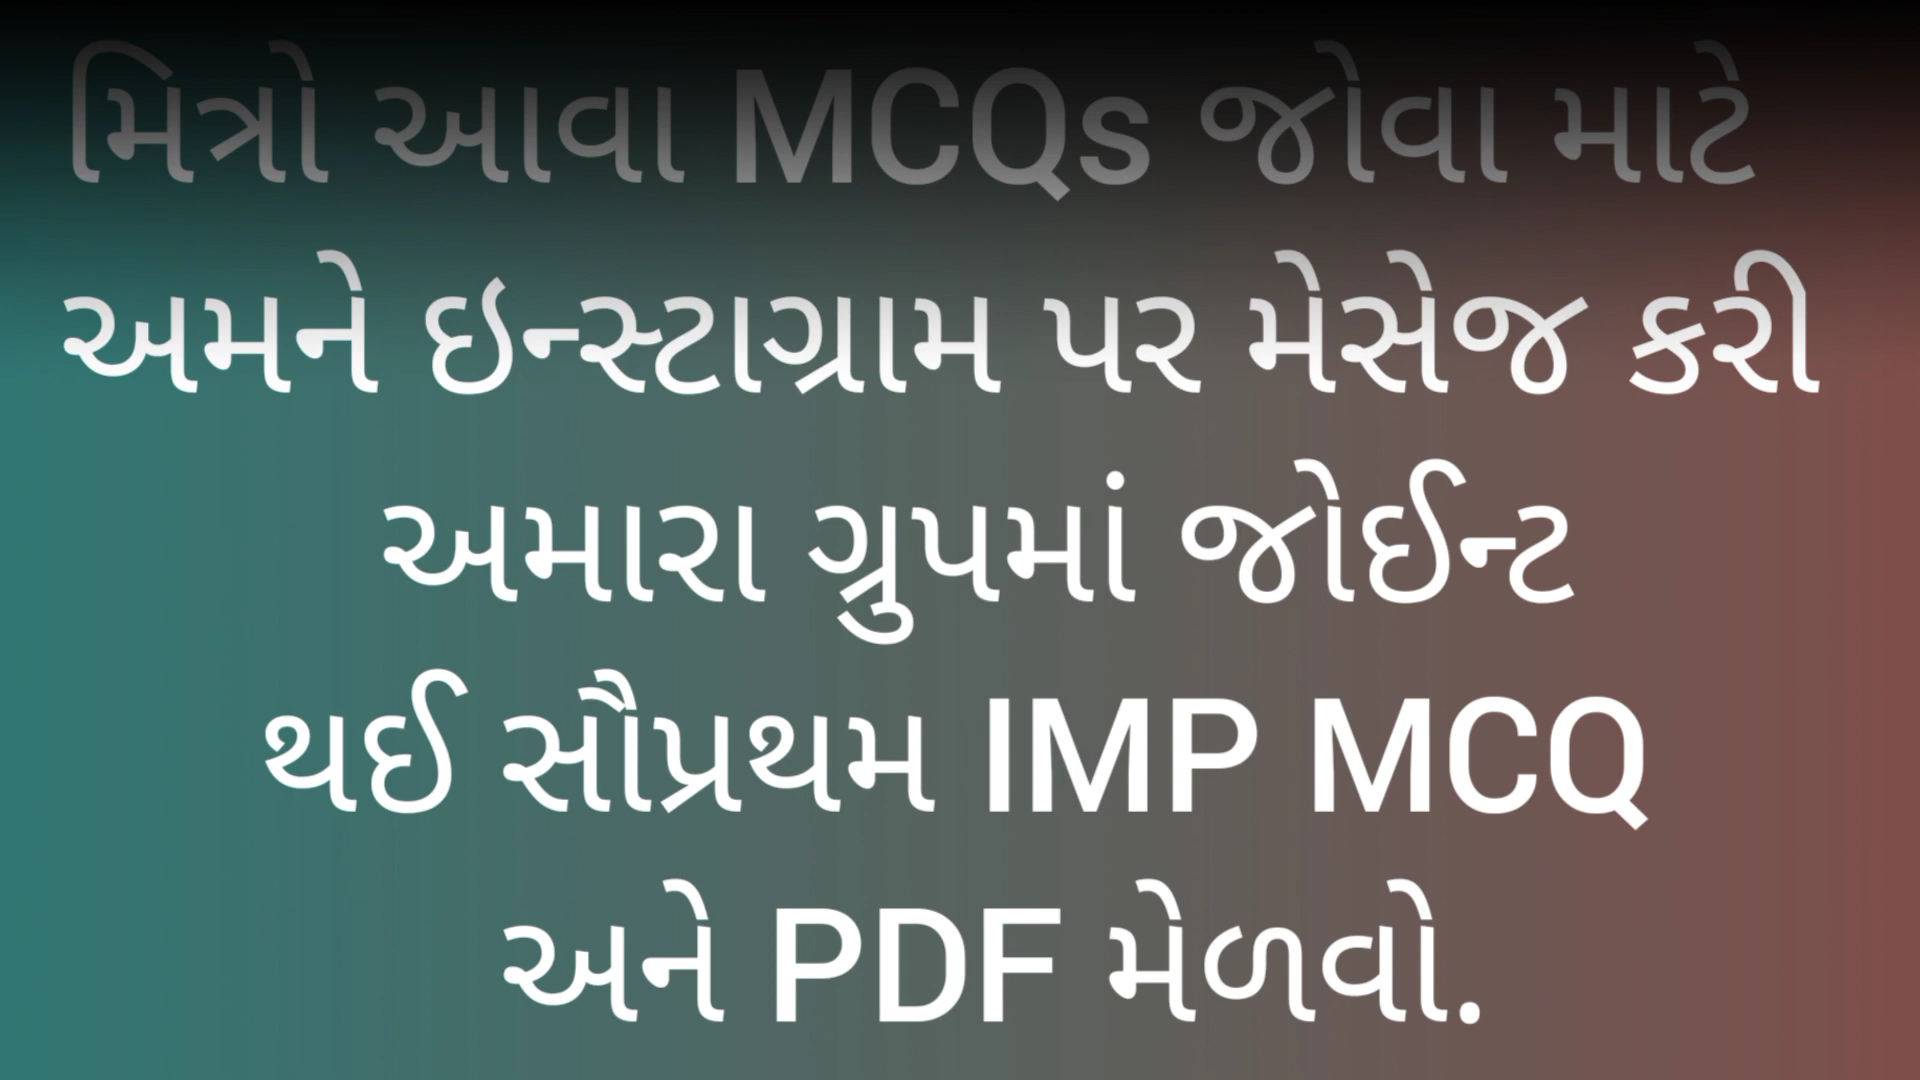 મિત્રો આવા MCQs જોવા માટે
અમને ઇન્સ્ટાગ્રામ પર મેસેજ કરી
અમારા ગ્રુપમાં જોઈન્ટ
થઈ સૌપ્રથમ IMP MCQ
અને PDF મેળવો.